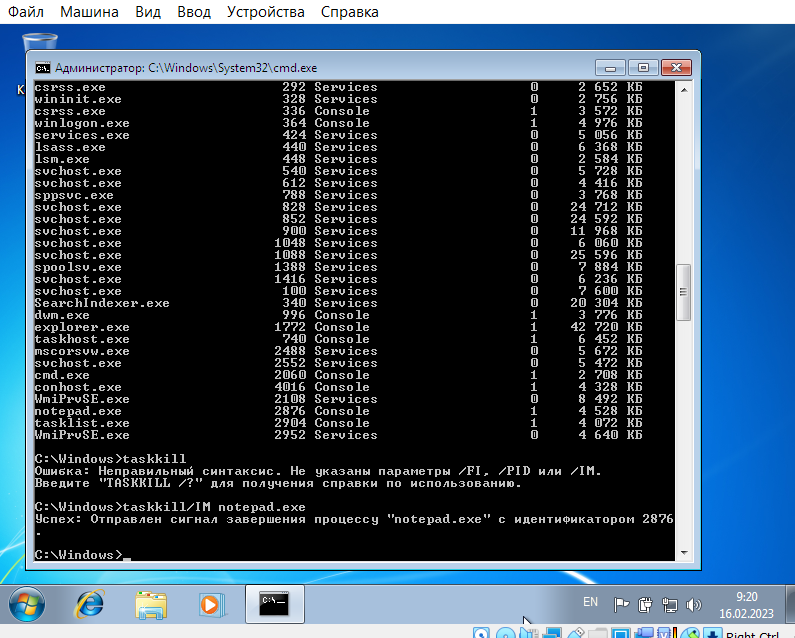 Файл Машина Вид Ввод Устройства Справка
Администратор: C:\Windows\System32\cmd.exe
csrss.exe 292 Services 0 2 652 КБ
wininit.exe 328 Services 0 2 756 КБ
csrss.exe 336 Console 1 3 572 КБ
winlogon.exe 364 Console 1 4 976 КБ
services.exe 424 Services 0 5 056 КБ
lsass.exe 440 Services 0 6 368 КБ
lsm.exe 448 Services 0 2 584 КБ
svchost.exe 540 Services 0 5 728 КБ
svchost.exe 612 Services 0 4 416 КБ
sppsvc.exe 788 Services 0 3 768 КБ
svchost.exe 828 Services 0 24 712 КБ
svchost.exe 852 Services 0 24 592 КБ
svchost.exe 900 Services 0 11 968 КБ
svchost.exe 1048 Services 0 6 060 КБ
svchost.exe 1088 Services 0 25 596 КБ
spoolsv.exe 1388 Services 0 7 884 КБ
svchost.exe 1416 Services 0 6 236 КБ
svchost.exe 100 Services 0 7 600 КБ
SearchIndexer.exe 340 Services 0 20 304 КБ
dwm.exe 996 Console 1 3 776 КБ
explorer.exe 1772 Console 1 42 720 КБ
taskhost.exe 740 Console 1 6 452 КБ
mscorsvw.exe 2488 Services 0 5 672 КБ
svchost.exe 2552 Services 0 5 472 КБ
cmd.exe 2060 Console 1 2 708 КБ
conhost.exe 4016 Console 1 4 328 КБ
WmiPrvSE.exe 2108 Services 0 8 492 КБ
notepad.exe 2876 Console 1 4 528 КБ
tasklist.exe 2904 Console 1 4 072 КБ
WmiPrvSE.exe 2952 Services 0 4 640 КБ
C:\Windows>taskkill
Ошибка: Неправильный синтаксис. Не указаны параметры /FI, /PID или /IM.
Введите "TASKKILL /?" для получения справки по использованию.
C:\Windows>taskkill/IM notepad.exe
Успех: Отправлен сигнал завершения процессу "notepad.exe" с идентификатором 2876
.
C:\Windows>_
EN
9:20
16.02.2023
Right Ctrl